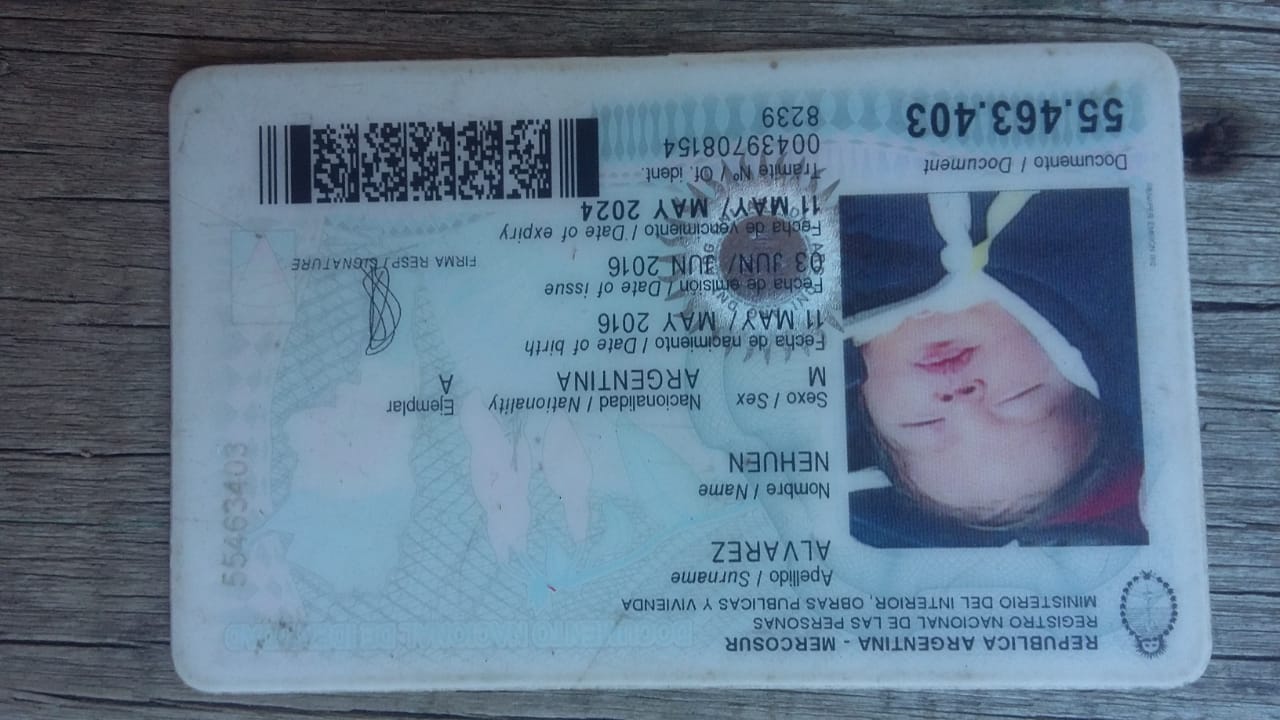 REPUBLICA ARGENTINA - MERCOSUR
REGISTRO NACIONAL DE LAS PERSONAS
MINISTERIO DEL INTERIOR, OBRAS PUBLICAS Y VIVIENDA
DOCUMENTO NACIONAL DE IDENTIDAD
Apellido / Surname
ALVAREZ
Nombre / Name
NEHUEN
Sexo / Sex Nacionalidad / Nationality Ejemplar
M ARGENTINA A
Fecha de nacimiento / Date of birth
11 MAY/ MAY 2016
Fecha de emisión / Date of issue
03 JUN/ JUN 2016
FIRMA RESP / SIGNATURE
Fecha de vencimiento / Date of expiry
11 MAY/ MAY 2024
Trámite Nº / Of. ident.
00439708154
8239
Documento / Document
55.463.403
55463403